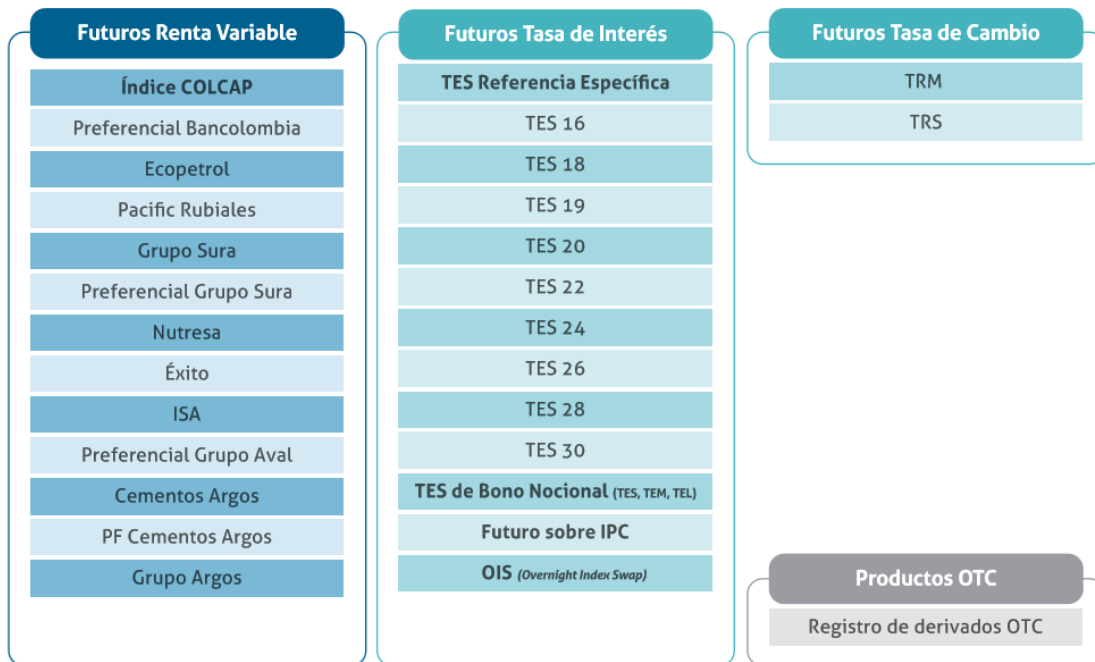 Futuros Renta Variable
Índice COLCAP
Preferencial Bancolombia
Ecopetrol
Pacific Rubiales
Grupo Sura
Preferencial Grupo Sura
Nutresa
Éxito
ISA
Preferencial Grupo Aval
Cementos Argos
PF Cementos Argos
Grupo Argos
Futuros Tasa de Interés
TES Referencia Específica
TES 16
TES 18
TES 19
TES 20
TES 22
TES 24
TES 26
TES 28
TES 30
TES de Bono Nocional (TES, TEM, TEL)
Futuro sobre IPC
OIS (Overnight Index Swap)
Futuros Tasa de Cambio
TRM
TRS
Productos OTC
Registro de derivados OTC